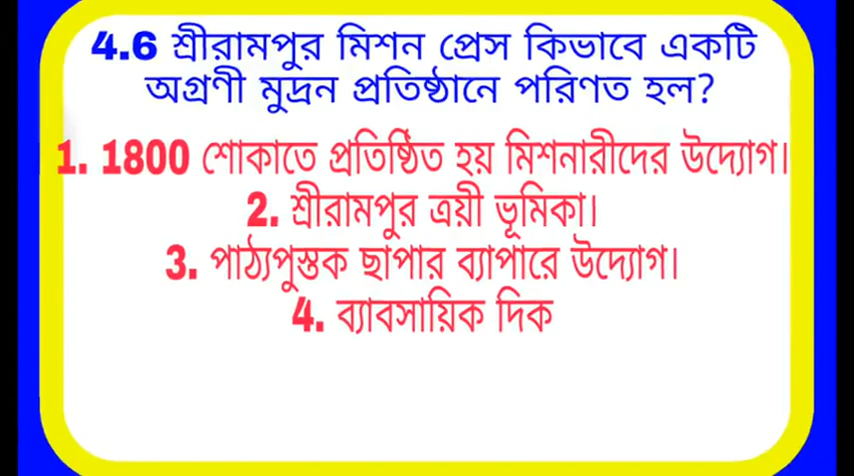 4.6 শ্রীরামপুর মিশন প্রেস কিভাবে একটি
অগ্রণী মুদ্রন প্রতিষ্ঠানে পরিণত হল?
1. 1800 শোকাতে প্রতিষ্ঠিত হয় মিশনারীদের উদ্যোগ।
2. শ্রীরামপুর ত্রয়ী ভূমিকা।
3. পাঠ্যপুস্তক ছাপার ব্যাপারে উদ্যোগ।
4. ব্যাবসায়িক দিক